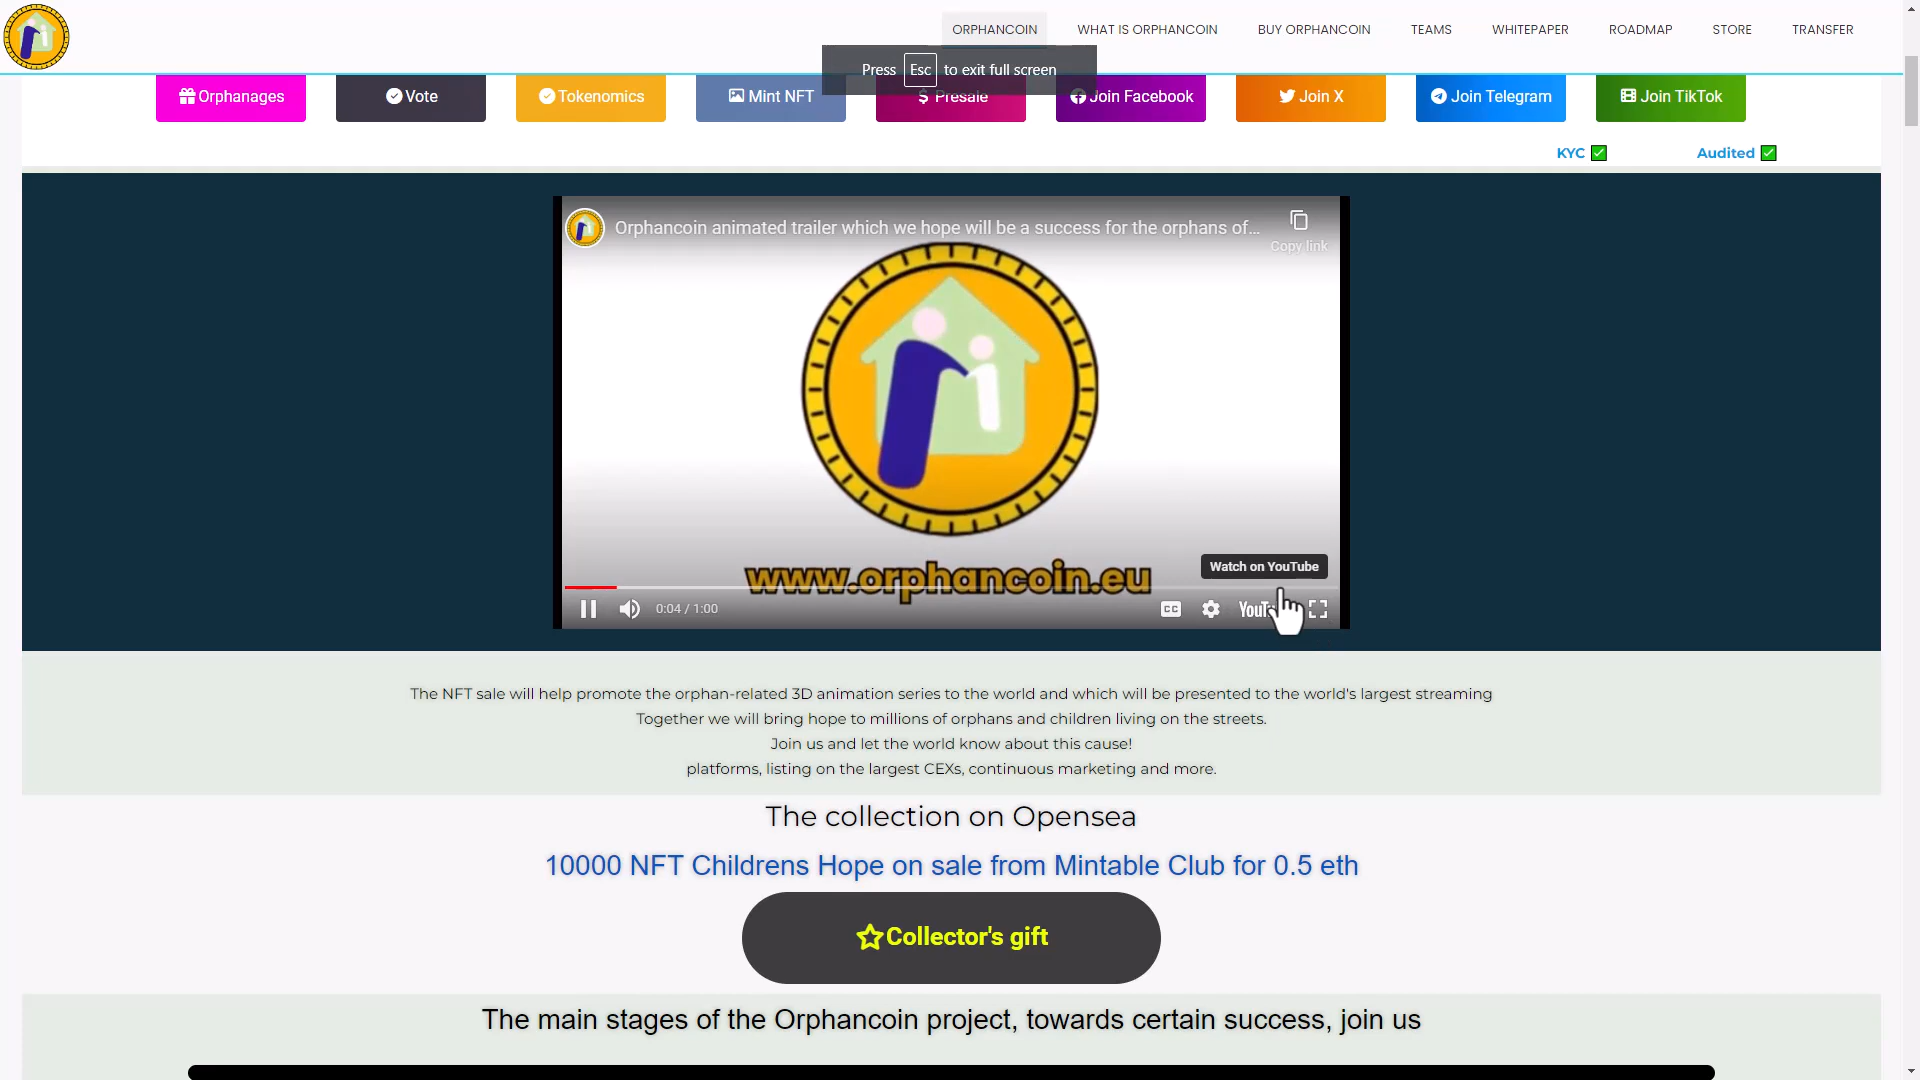 ORPHANCOIN
WHAT IS ORPHANCOIN
BUY ORPHANCOIN
TEAMS
WHITEPAPER
ROADMAP
STORE
TRANSFER
Press Esc to exit full screen
Orphanages
Vote
Tokenomics
Mint NFT
$ Presale
Join Facebook
Join X
Join Telegram
Join TikTok
KYC ✅
Audited ✅
Orphancoin animated trailer which we hope will be a success for the orphans of...
Copy link
www.orphancoin.eu
Watch on YouTube
0:04 / 1:00
CC
The NFT sale will help promote the orphan-related 3D animation series to the world and which will be presented to the world's largest streaming
Together we will bring hope to millions of orphans and children living on the streets.
Join us and let the world know about this cause!
platforms, listing on the largest CEXs, continuous marketing and more.
The collection on Opensea
10000 NFT Childrens Hope on sale from Mintable Club for 0.5 eth
Collector's gift
The main stages of the Orphancoin project, towards certain success, join us